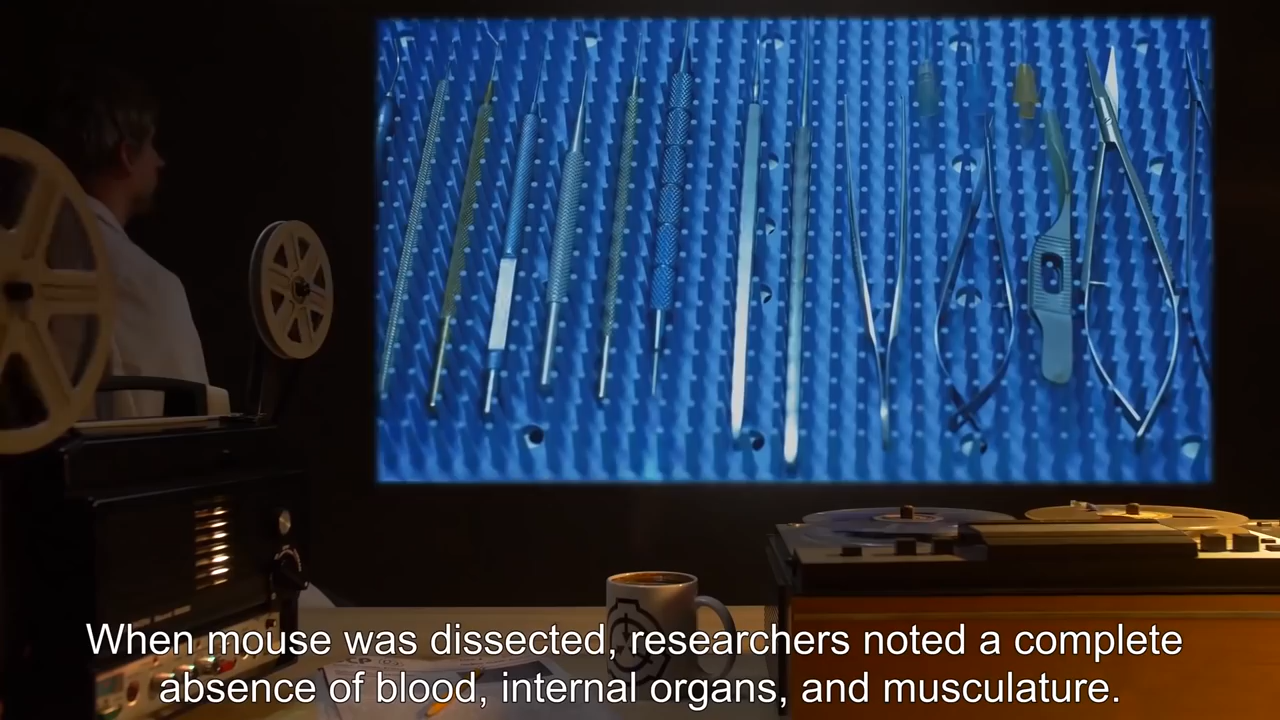 When mouse was dissected, researchers noted a complete
absence of blood, internal organs, and musculature.